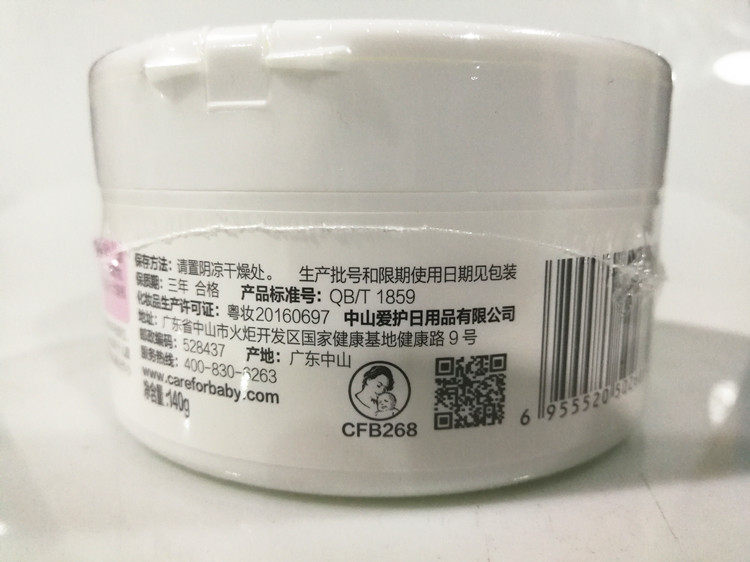 保存方法：请置阴凉干燥处。 生产批号和限期使用日期见包装
保质期：三年 合格 产品标准号：QB/T 1859
化妆品生产许可证：粤妆20160697 中山爱护日用品有限公司
地址：广东省中山市火炬开发区国家健康基地健康路9号
邮政编码：528437 产地：广东中山
服务热线：400-830-6263
www.careforbaby.com
净含量：140g
CFB268
6 955520